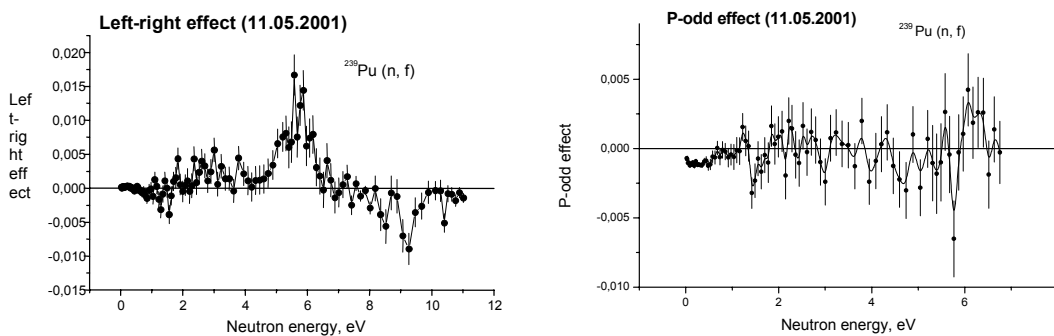 Left-right effect (11.05.2001)
²³⁹Pu (n, f)
Lef
t-
rig
ht eff
ect
0,020
0,015
0,010
0,005
0,000
-0,005
-0,010
-0,015
-2 0 2 4 6 8 10 12
Neutron energy, eV
P-odd effect (11.05.2001)
²³⁹Pu (n, f)
P-odd effect
0,005
0,000
-0,005
-0,010
0 2 4 6
Neutron energy, eV